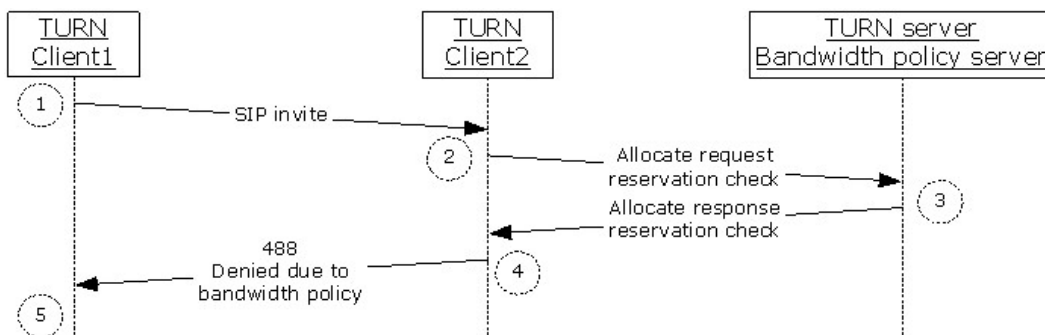 TURN
Client1
TURN
Client2
TURN server
Bandwidth policy server
1
SIP invite
2
Allocate request
reservation check
3
Allocate response
reservation check
488
Denied due to
bandwidth policy
4
5